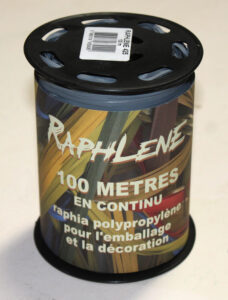 RAPHLENE
100 METRES
EN CONTINU
raphia polypropylène
pour l'emballage
et la décoration